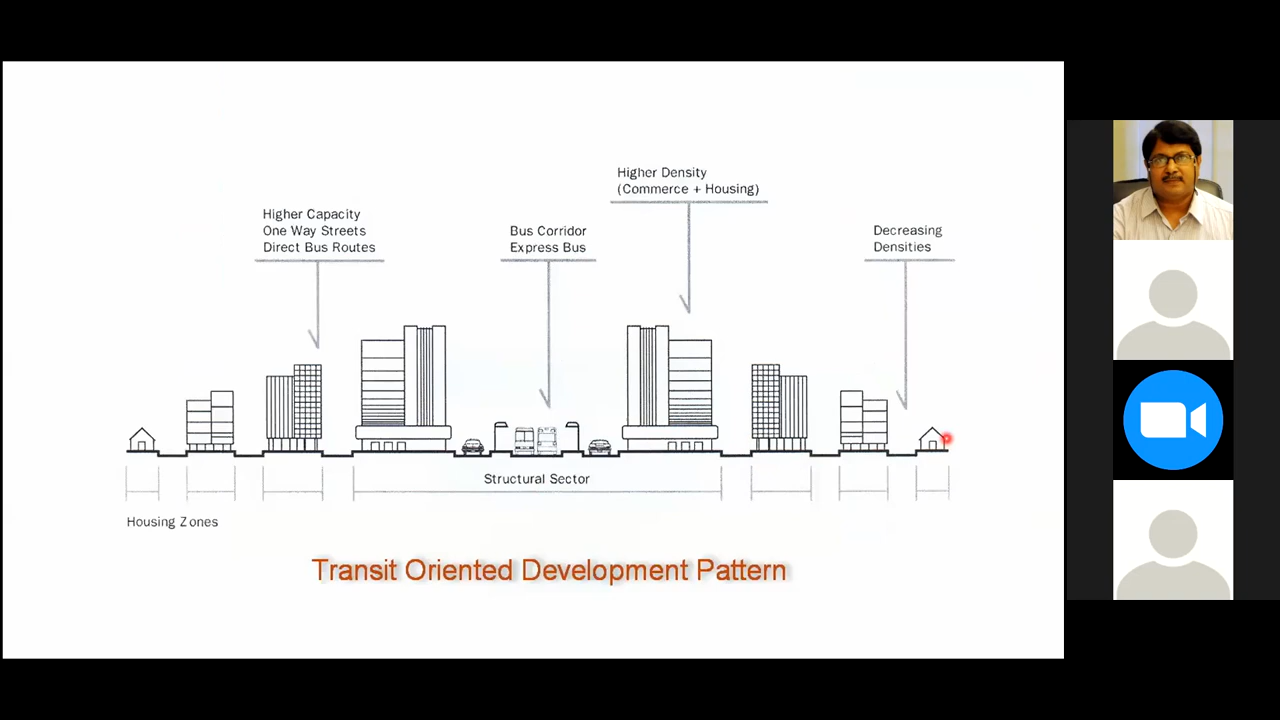 Higher Density
(Commerce + Housing)
Higher Capacity
One Way Streets
Direct Bus Routes
Bus Corridor
Express Bus
Decreasing
Densities
Structural Sector
Housing Zones
Transit Oriented Development Pattern